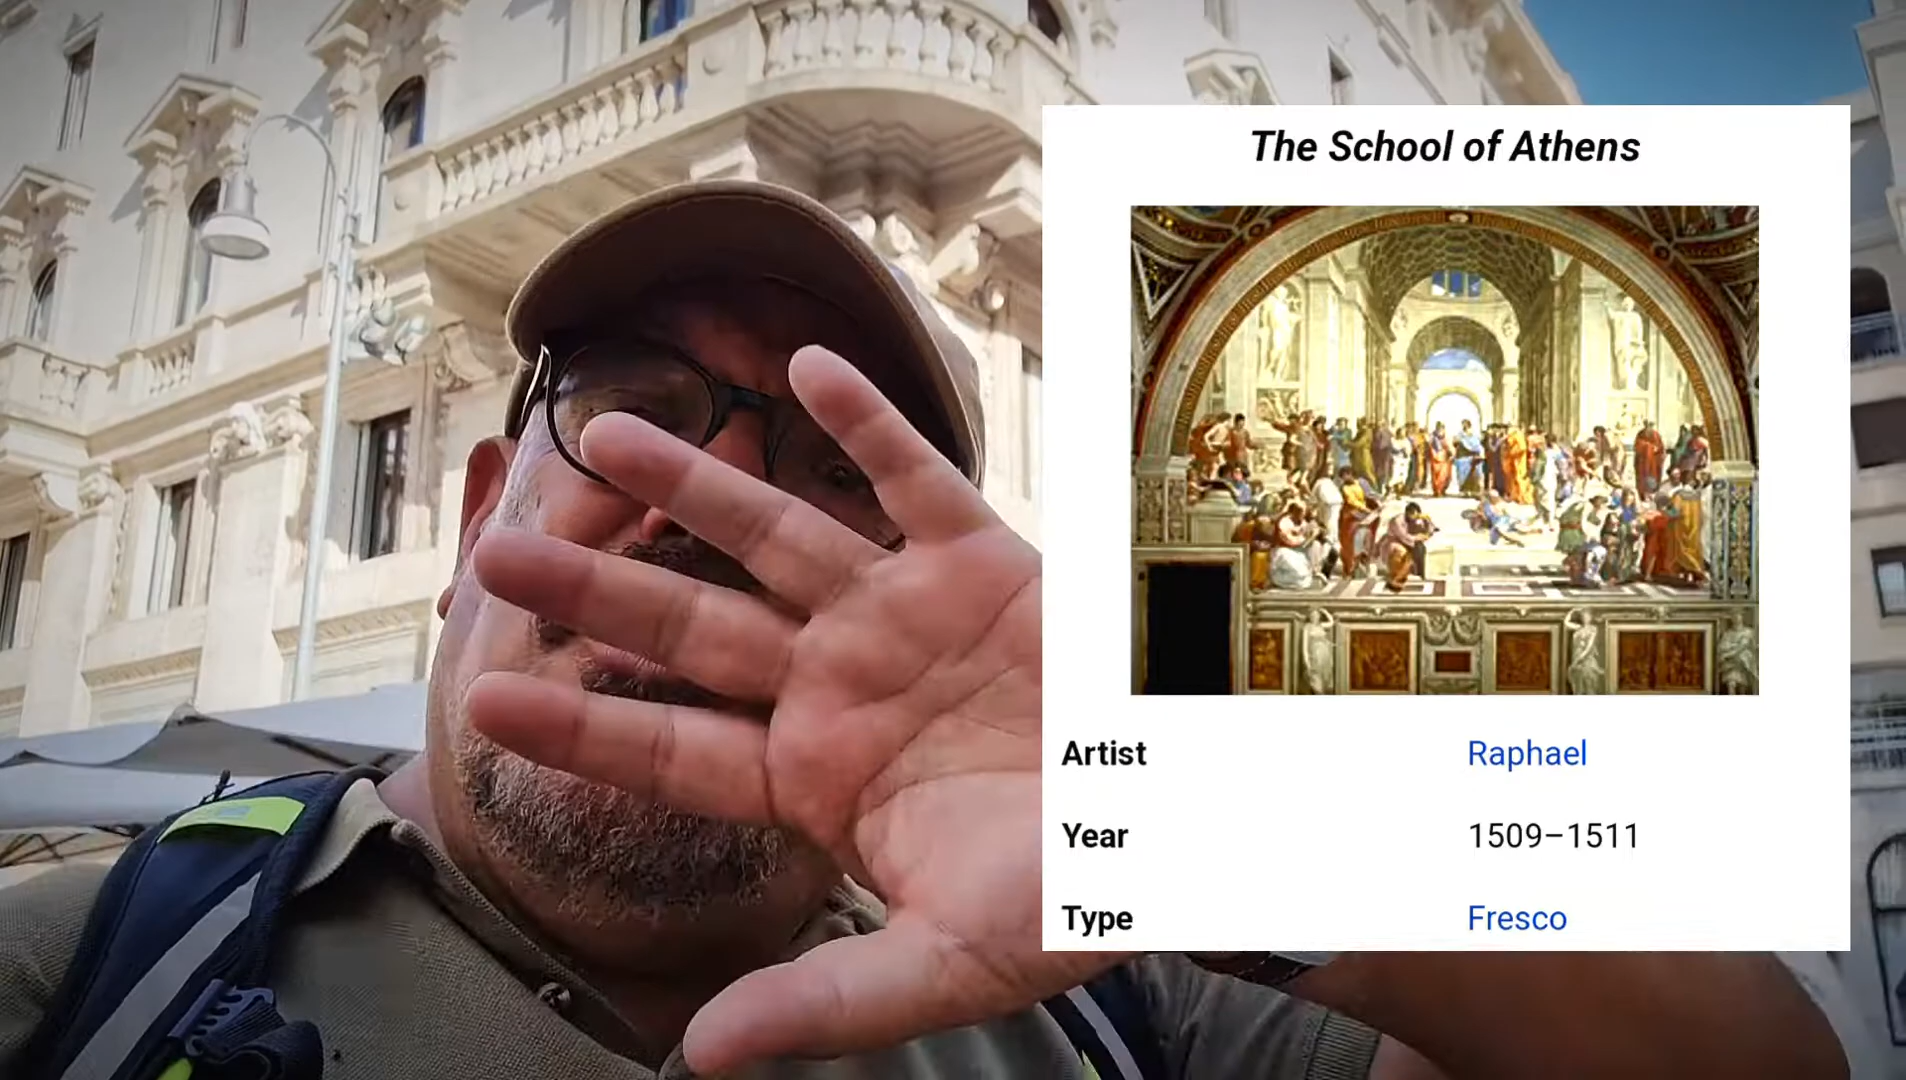 The School of Athens
Artist Raphael
Year 1509–1511
Type Fresco